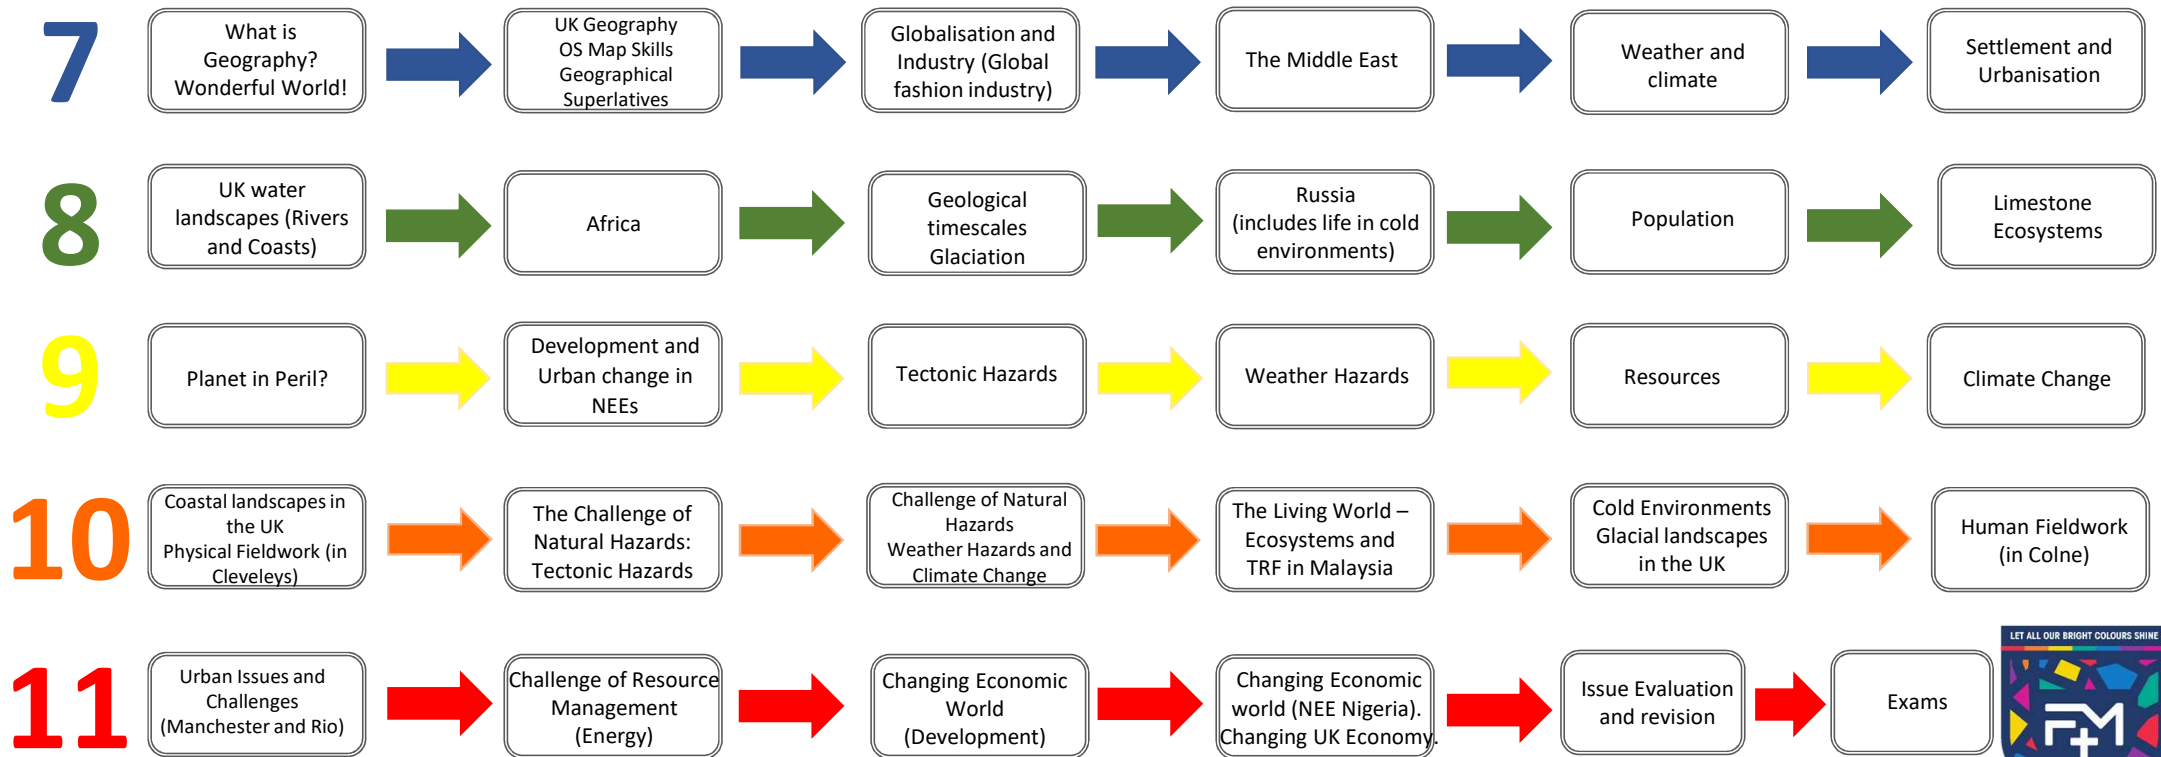 7
What is
Geography?
Wonderful World!
UK Geography
OS Map Skills
Geographical
Superlatives
Globalisation and
Industry (Global
fashion industry)
The Middle East
Weather and
climate
Settlement and
Urbanisation
8
UK water
landscapes (Rivers
and Coasts)
Africa
Geological
timescales
Glaciation
Russia
(includes life in cold
environments)
Population
Limestone
Ecosystems
9
Planet in Peril?
Development and
Urban change in
NEEs
Tectonic Hazards
Weather Hazards
Resources
Climate Change
10
Coastal landscapes in
the UK
Physical Fieldwork (in
Cleveleys)
The Challenge of
Natural Hazards:
Tectonic Hazards
Challenge of Natural
Hazards
Weather Hazards and
Climate Change
The Living World –
Ecosystems and
TRF in Malaysia
Cold Environments
Glacial landscapes
in the UK
Human Fieldwork
(in Colne)
11
Urban Issues and
Challenges
(Manchester and Rio)
Challenge of Resource
Management
(Energy)
Changing Economic
World
(Development)
Changing Economic
world (NEE Nigeria).
Changing UK Economy.
Issue Evaluation
and revision
Exams
LET ALL OUR BRIGHT COLOURS SHINE
FM